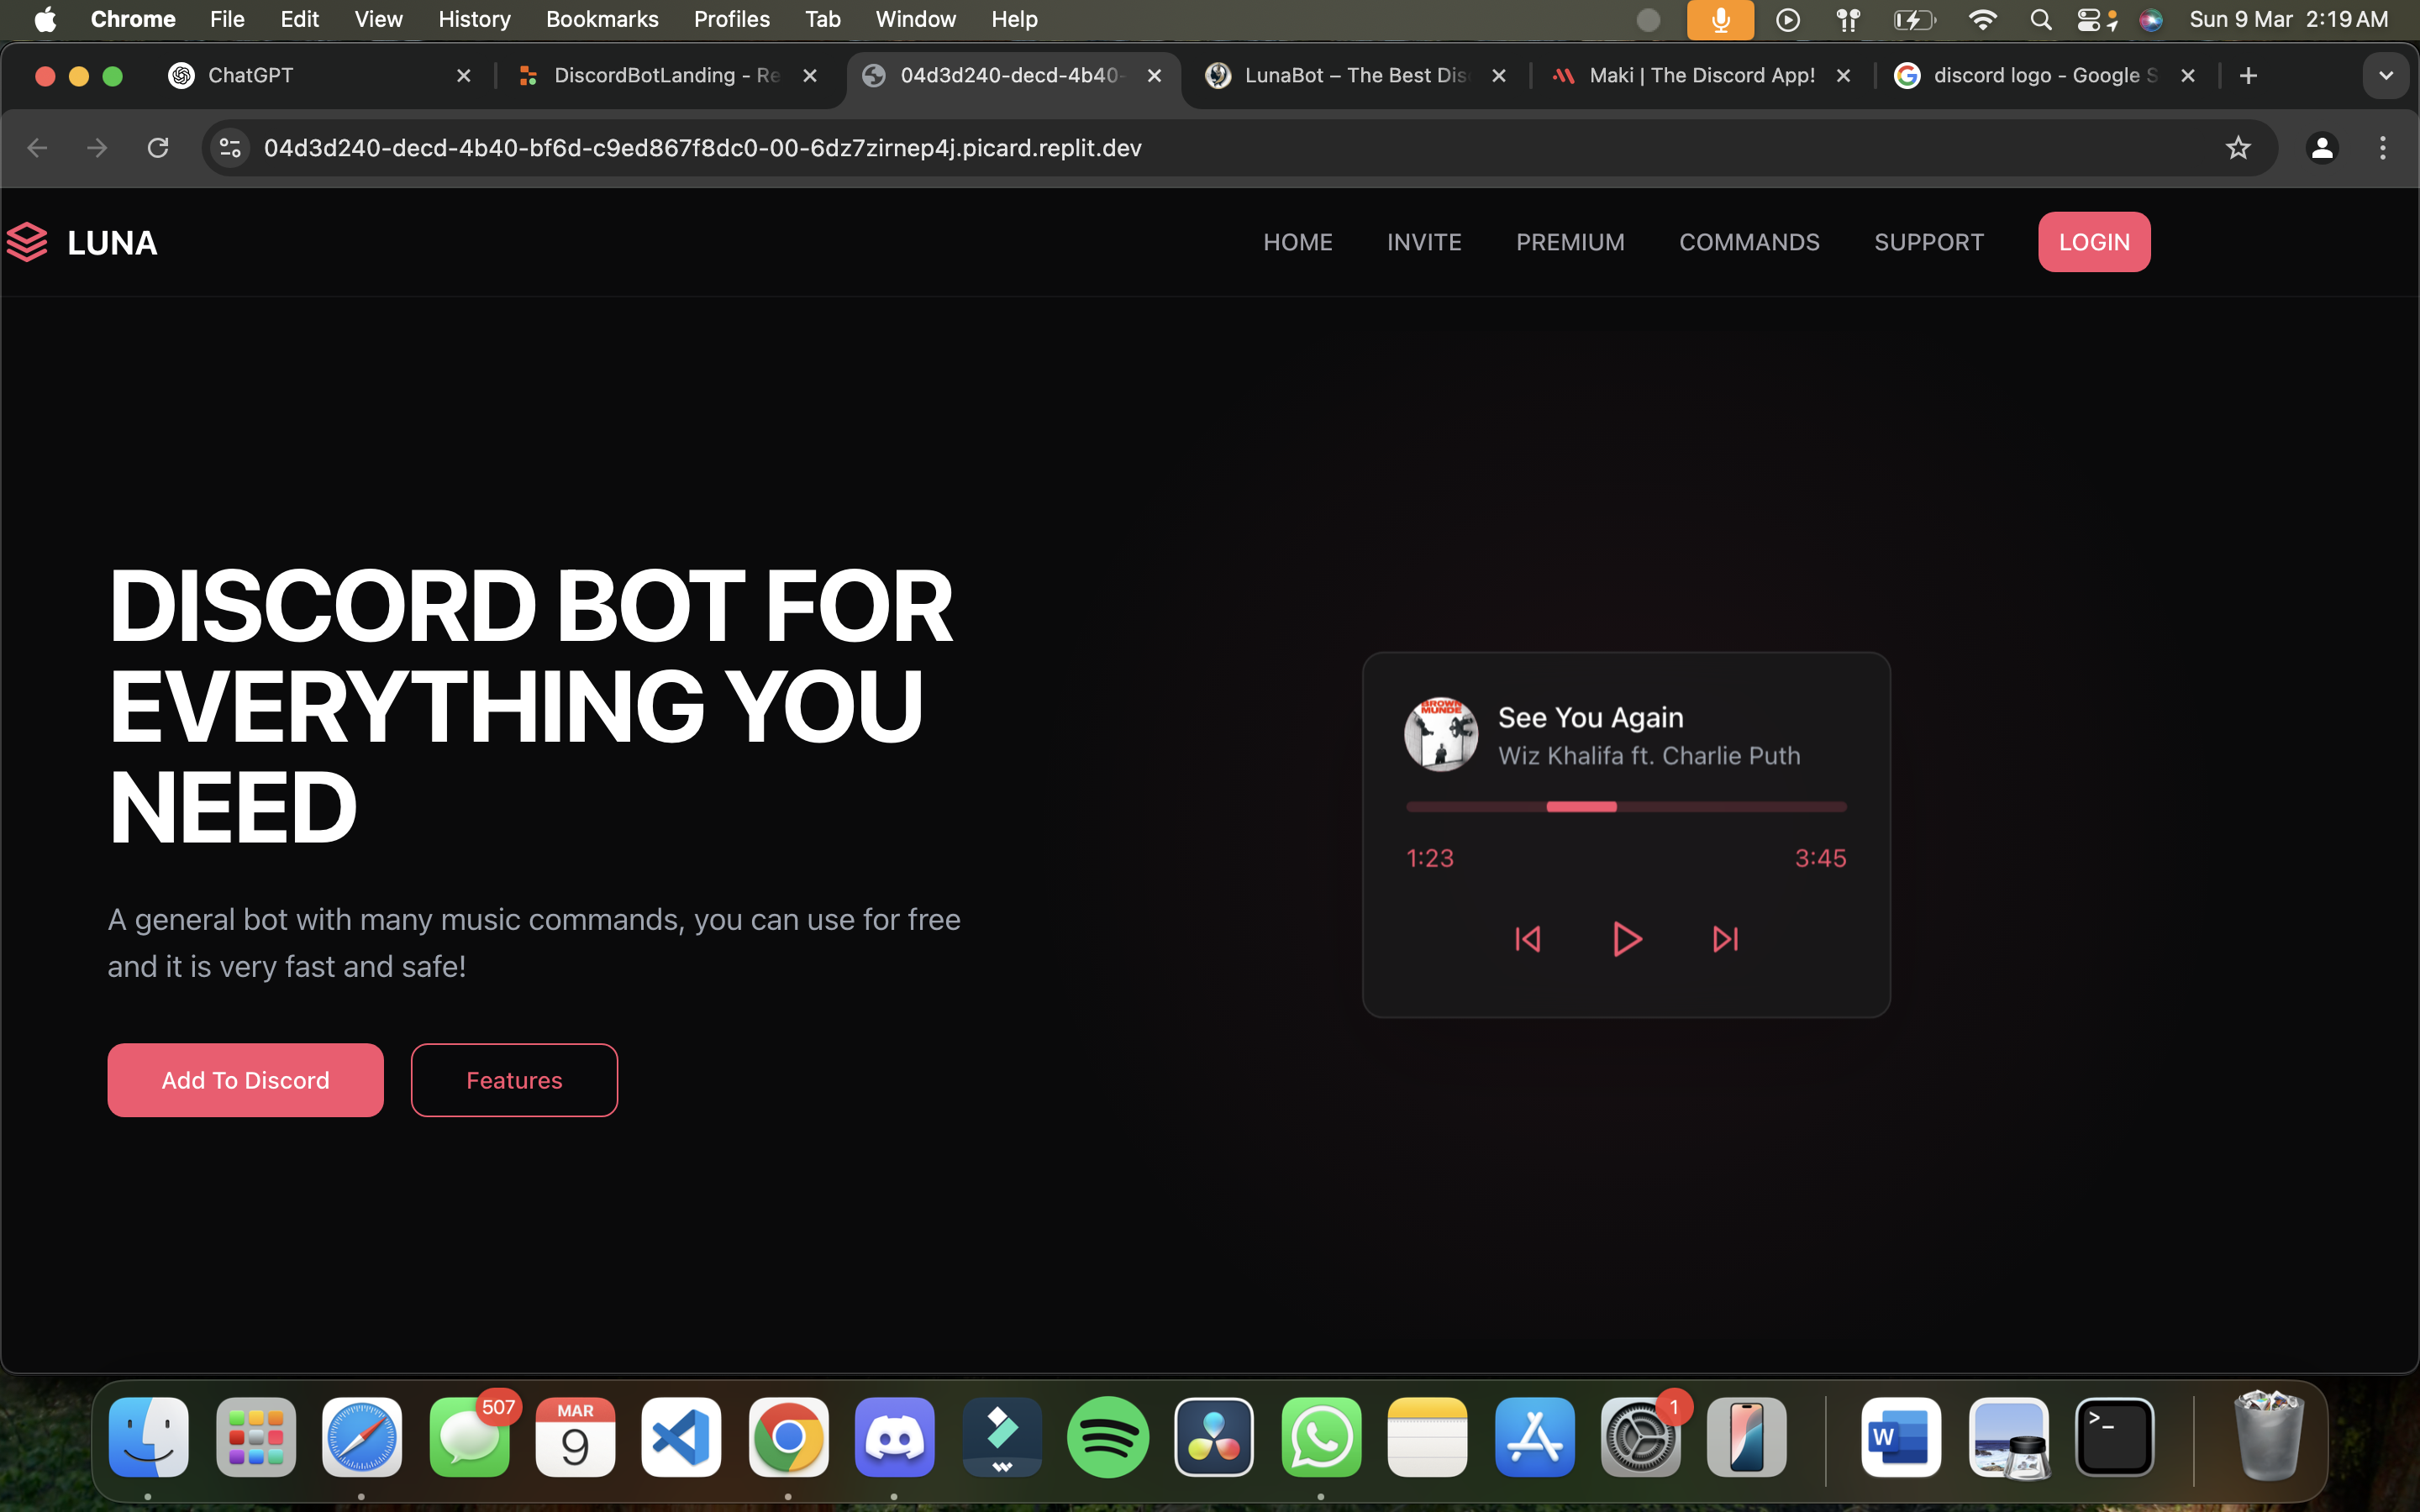 Chrome File Edit View History Bookmarks Profiles Tab Window Help Sun 9 Mar 2:19 AM
ChatGPT DiscordBotLanding - Re 04d3d240-decd-4b40- LunaBot – The Best Dis Maki | The Discord App! discord logo - Google S
04d3d240-decd-4b40-bf6d-c9ed867f8dc0-00-6dz7zirnep4j.picard.replit.dev
LUNA HOME INVITE PREMIUM COMMANDS SUPPORT LOGIN
DISCORD BOT FOR
EVERYTHING YOU
NEED
A general bot with many music commands, you can use for free
and it is very fast and safe!
Add To Discord Features
BROWN
MUNDE
See You Again
Wiz Khalifa ft. Charlie Puth
1:23 3:45
507 MAR 9 1 W >_